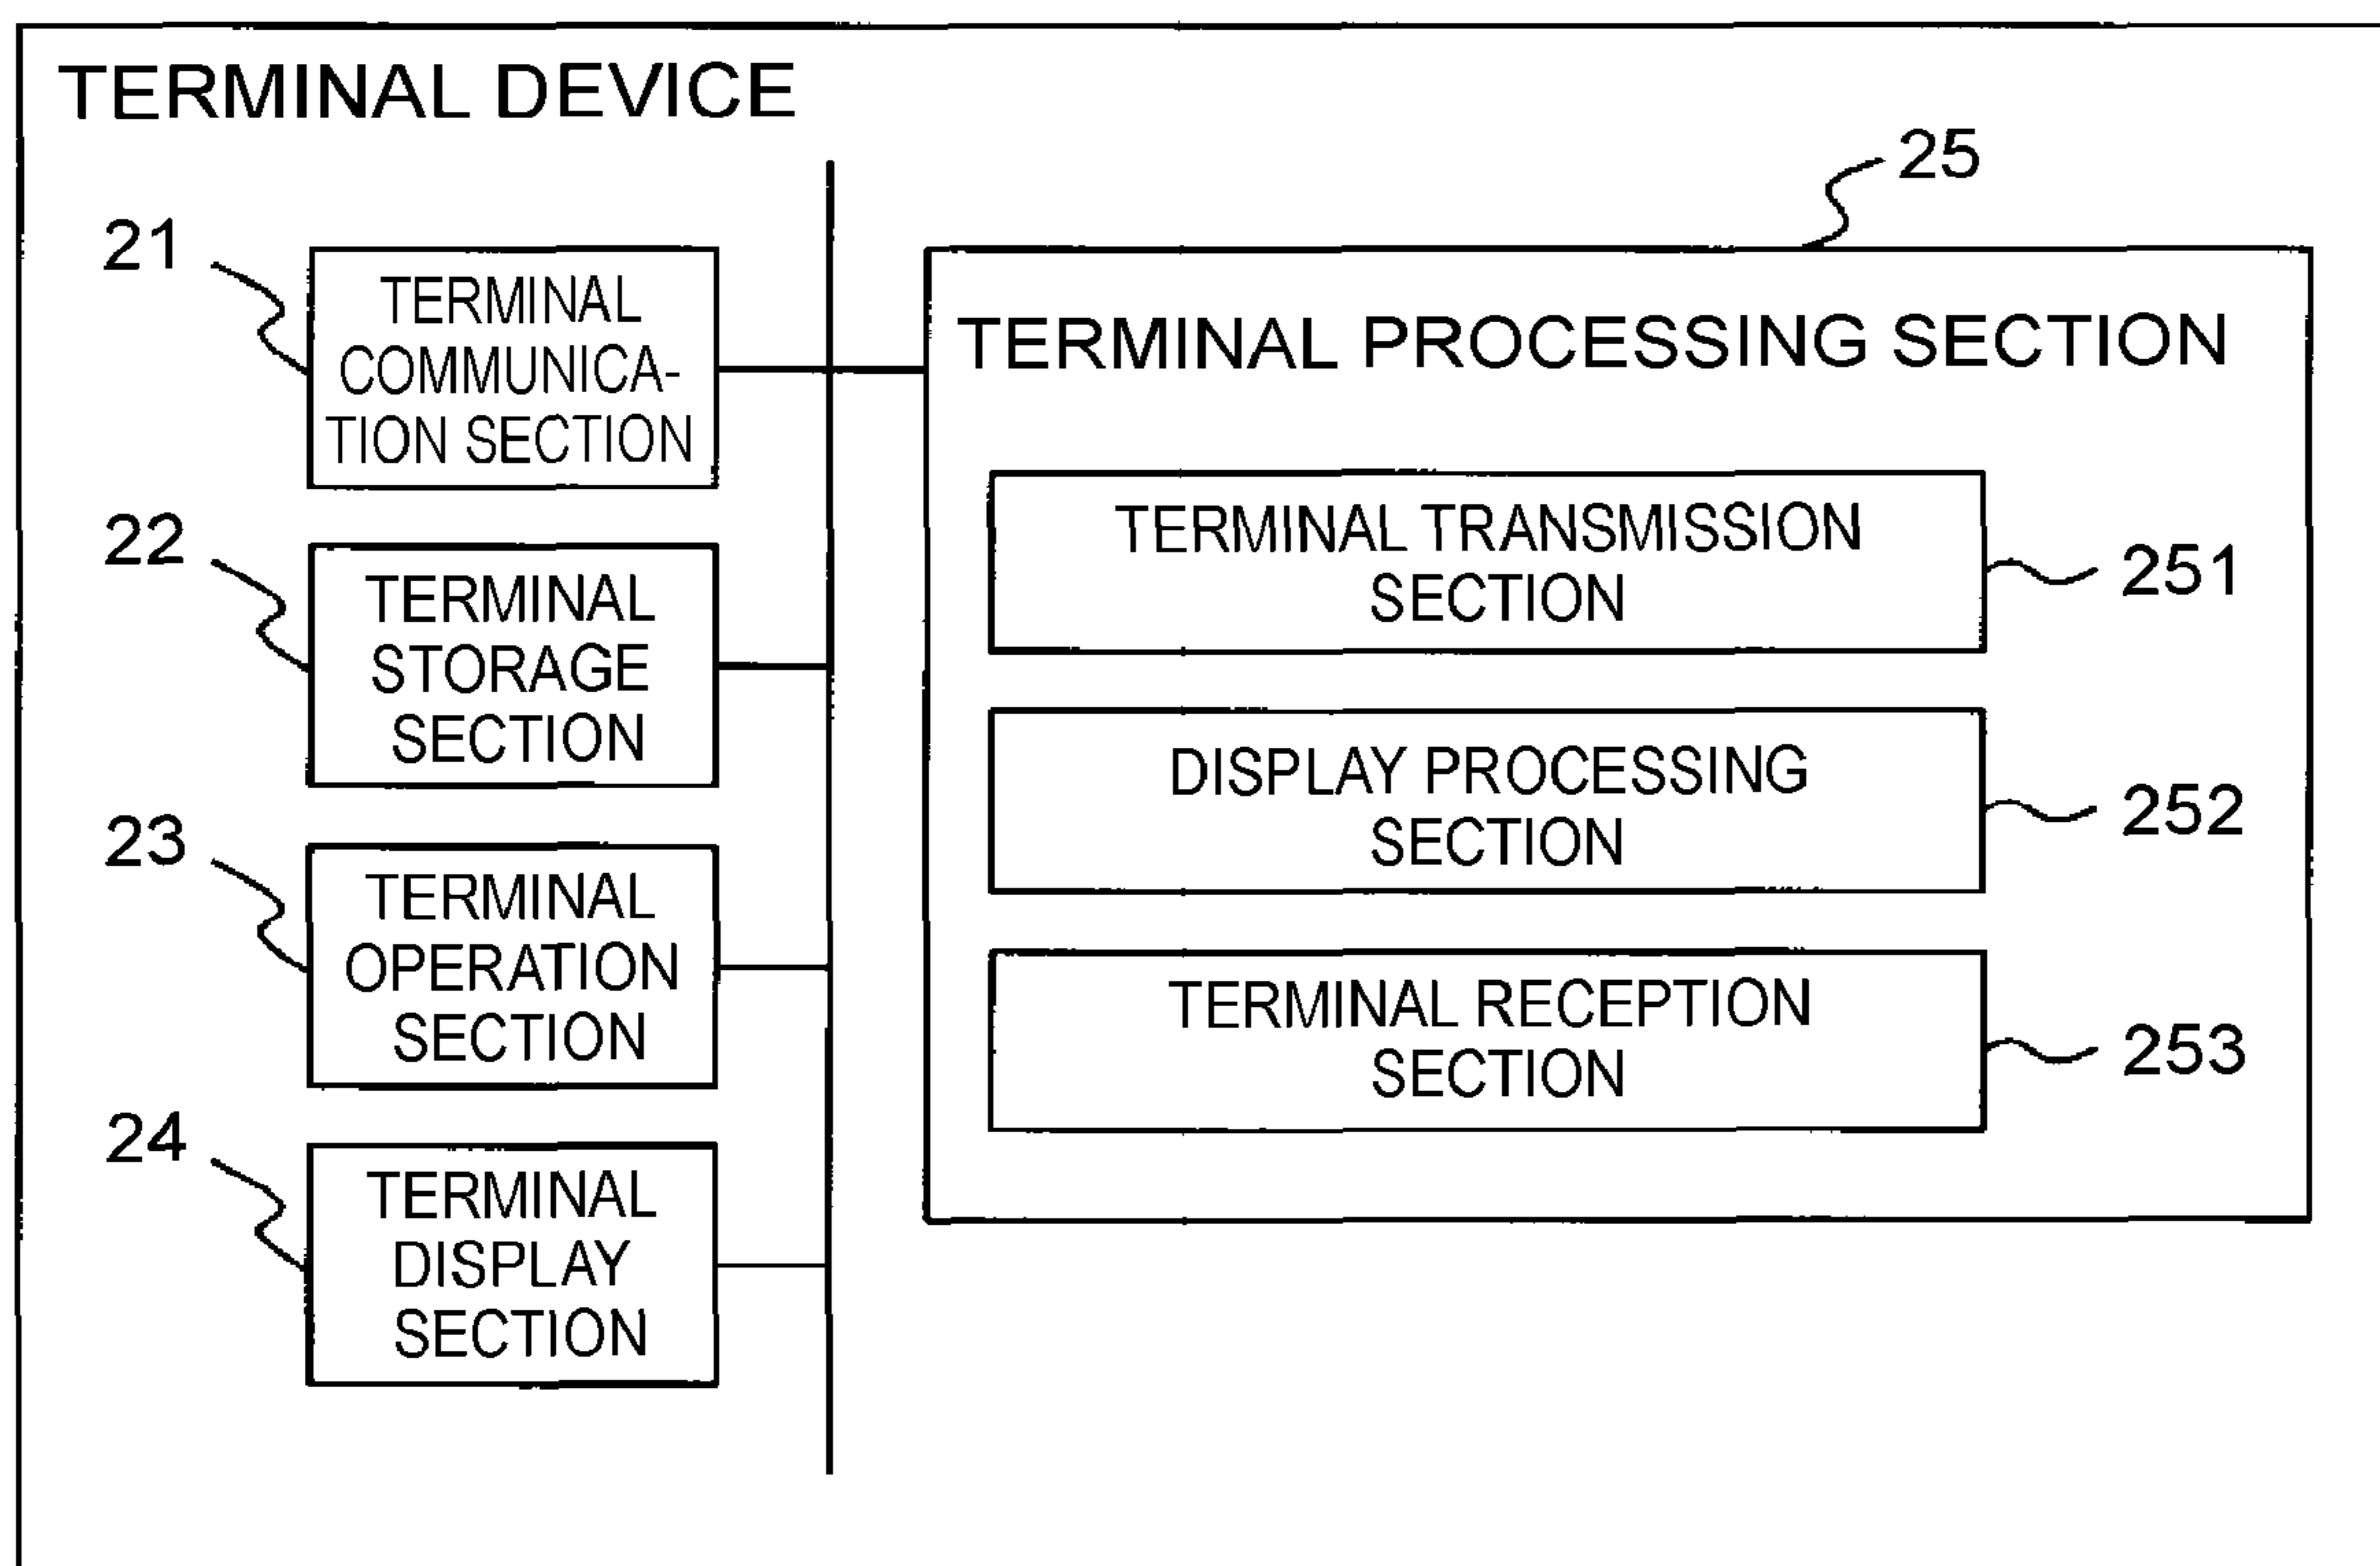 TERMINAL DEVICE
25
21
TERMINAL
COMMUNICA-
TION SECTION
22
TERMINAL
STORAGE
SECTION
23
TERMINAL
OPERATION
SECTION
24
TERMINAL
DISPLAY
SECTION
TERMINAL PROCESSING SECTION
TERMINAL TRANSMISSION
SECTION
251
DISPLAY PROCESSING
SECTION
252
TERMINAL RECEPTION
SECTION
253